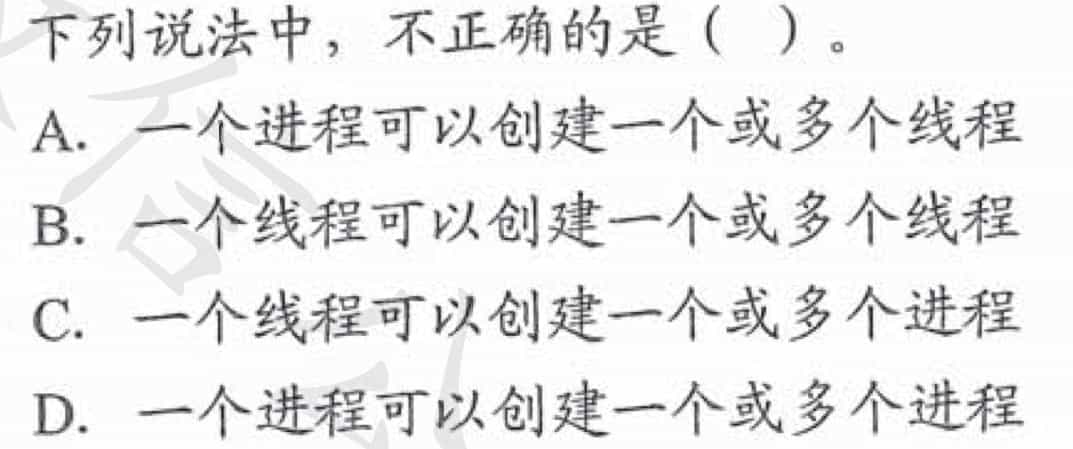 下列说法中，不正确的是（ ）。
A. 一个进程可以创建一个或多个线程
B. 一个线程可以创建一个或多个线程
C. 一个线程可以创建一个或多个进程
D. 一个进程可以创建一个或多个进程